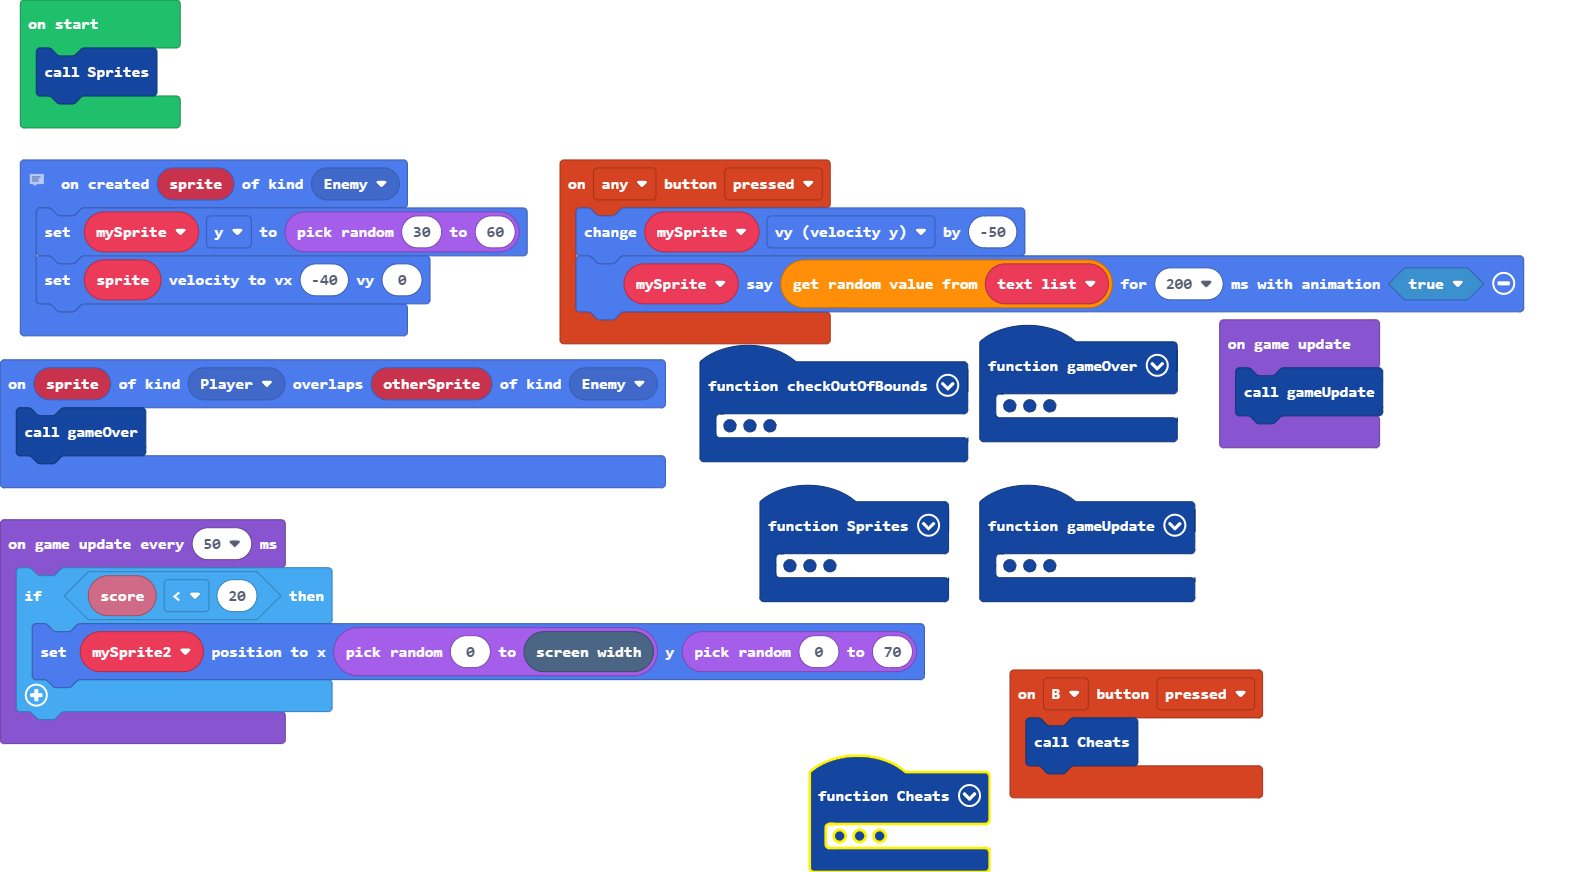 on start
call Sprites
on created sprite of kind Enemy
set mySprite y to pick random 30 to 60
set sprite velocity to vx -40 vy 0
on any button pressed
change mySprite vy (velocity y) by -50
mySprite say get random value from text list for 200 ms with animation true
on sprite of kind Player overlaps otherSprite of kind Enemy
call gameOver
function checkOutOfBounds
function gameOver
on game update
call gameUpdate
function Sprites
function gameUpdate
on game update every 50 ms
if score < 20 then
set mySprite2 position to x pick random 0 to screen width y pick random 0 to 70
on B button pressed
call Cheats
function Cheats